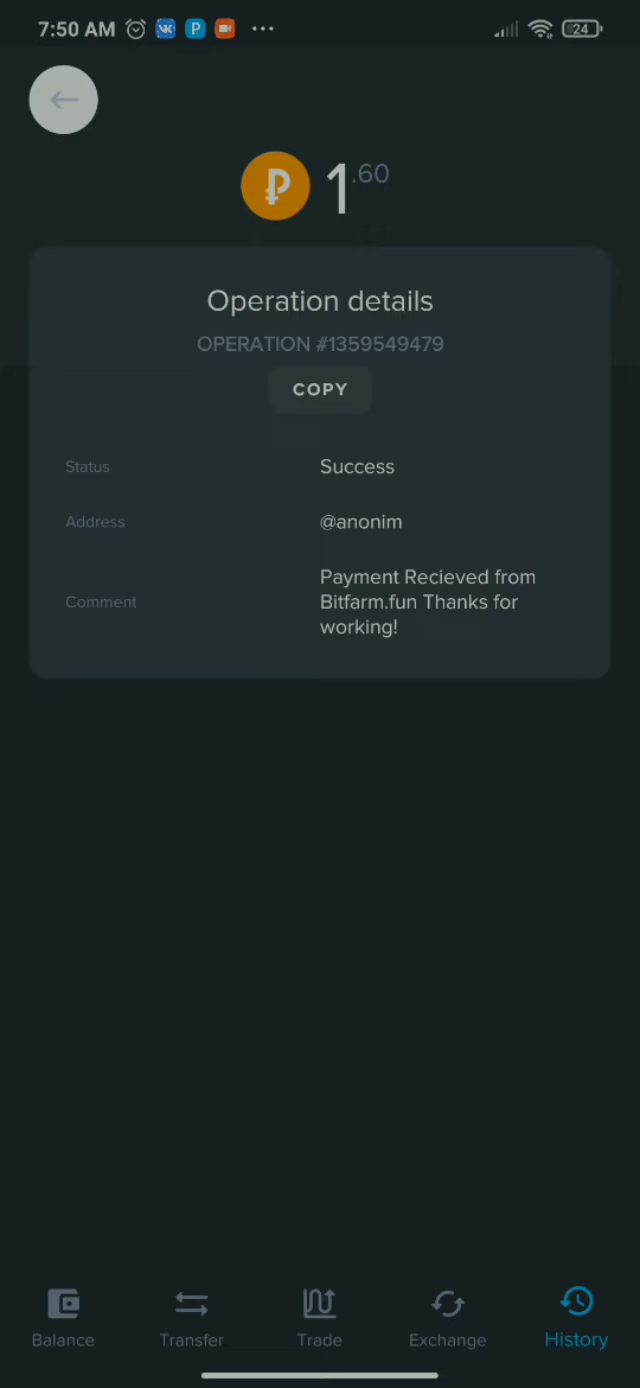 7:50 AM
24
₽ 1.60
Operation details
OPERATION #1359549479
COPY
Status Success
Address @anonim
Comment Payment Recieved from
Bitfarm.fun Thanks for
working!
Balance Transfer Trade Exchange History